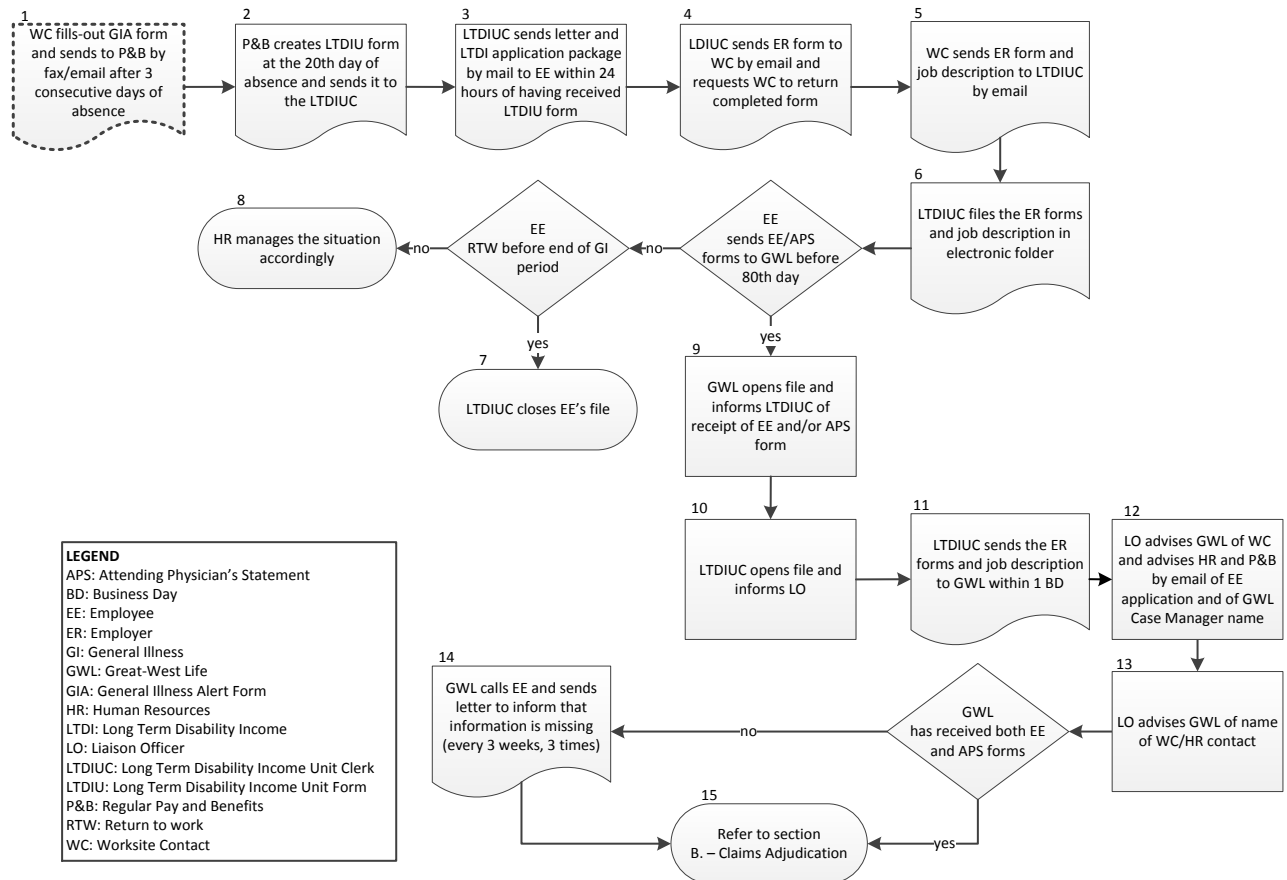 1
WC fills-out GIA form
and sends to P&B by
fax/email after 3
consecutive days of
absence
2
P&B creates LTDIU form
at the 20th day of
absence and sends it to
the LTDIUC
3
LTDIUC sends letter and
LTDI application package
by mail to EE within 24
hours of having received
LTDIU form
4
LDIUC sends ER form to
WC by email and
requests WC to return
completed form
5
WC sends ER form and
job description to LTDIUC
by email
6
LTDIUC files the ER forms
and job description in
electronic folder
EE
sends EE/APS
forms to GWL before
80th day
no
EE
RTW before end of GI
period
no
8
HR manages the situation
accordingly
yes
7
LTDIUC closes EE's file
yes
9
GWL opens file and
informs LTDIUC of
receipt of EE and/or APS
form
10
LTDIUC opens file and
informs LO
11
LTDIUC sends the ER
forms and job description
to GWL within 1 BD
12
LO advises GWL of WC
and advises HR and P&B
by email of EE
application and of GWL
Case Manager name
13
LO advises GWL of name
of WC/HR contact
GWL
has received both EE
and APS forms
no
14
GWL calls EE and sends
letter to inform that
information is missing
(every 3 weeks, 3 times)
yes
15
Refer to section
B. – Claims Adjudication
LEGEND
APS: Attending Physician's Statement
BD: Business Day
EE: Employee
ER: Employer
GI: General Illness
GWL: Great-West Life
GIA: General Illness Alert Form
HR: Human Resources
LTDI: Long Term Disability Income
LO: Liaison Officer
LTDIUC: Long Term Disability Income Unit Clerk
LTDIU: Long Term Disability Income Unit Form
P&B: Regular Pay and Benefits
RTW: Return to work
WC: Worksite Contact